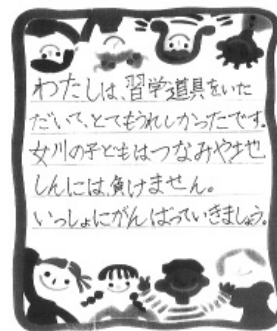 わたしは、習学道具をいた
だいて、とてもうれしかったです。
女川の子どもはつなみや地
しんには、負けません。
いっしょにがんばっていきましょう。